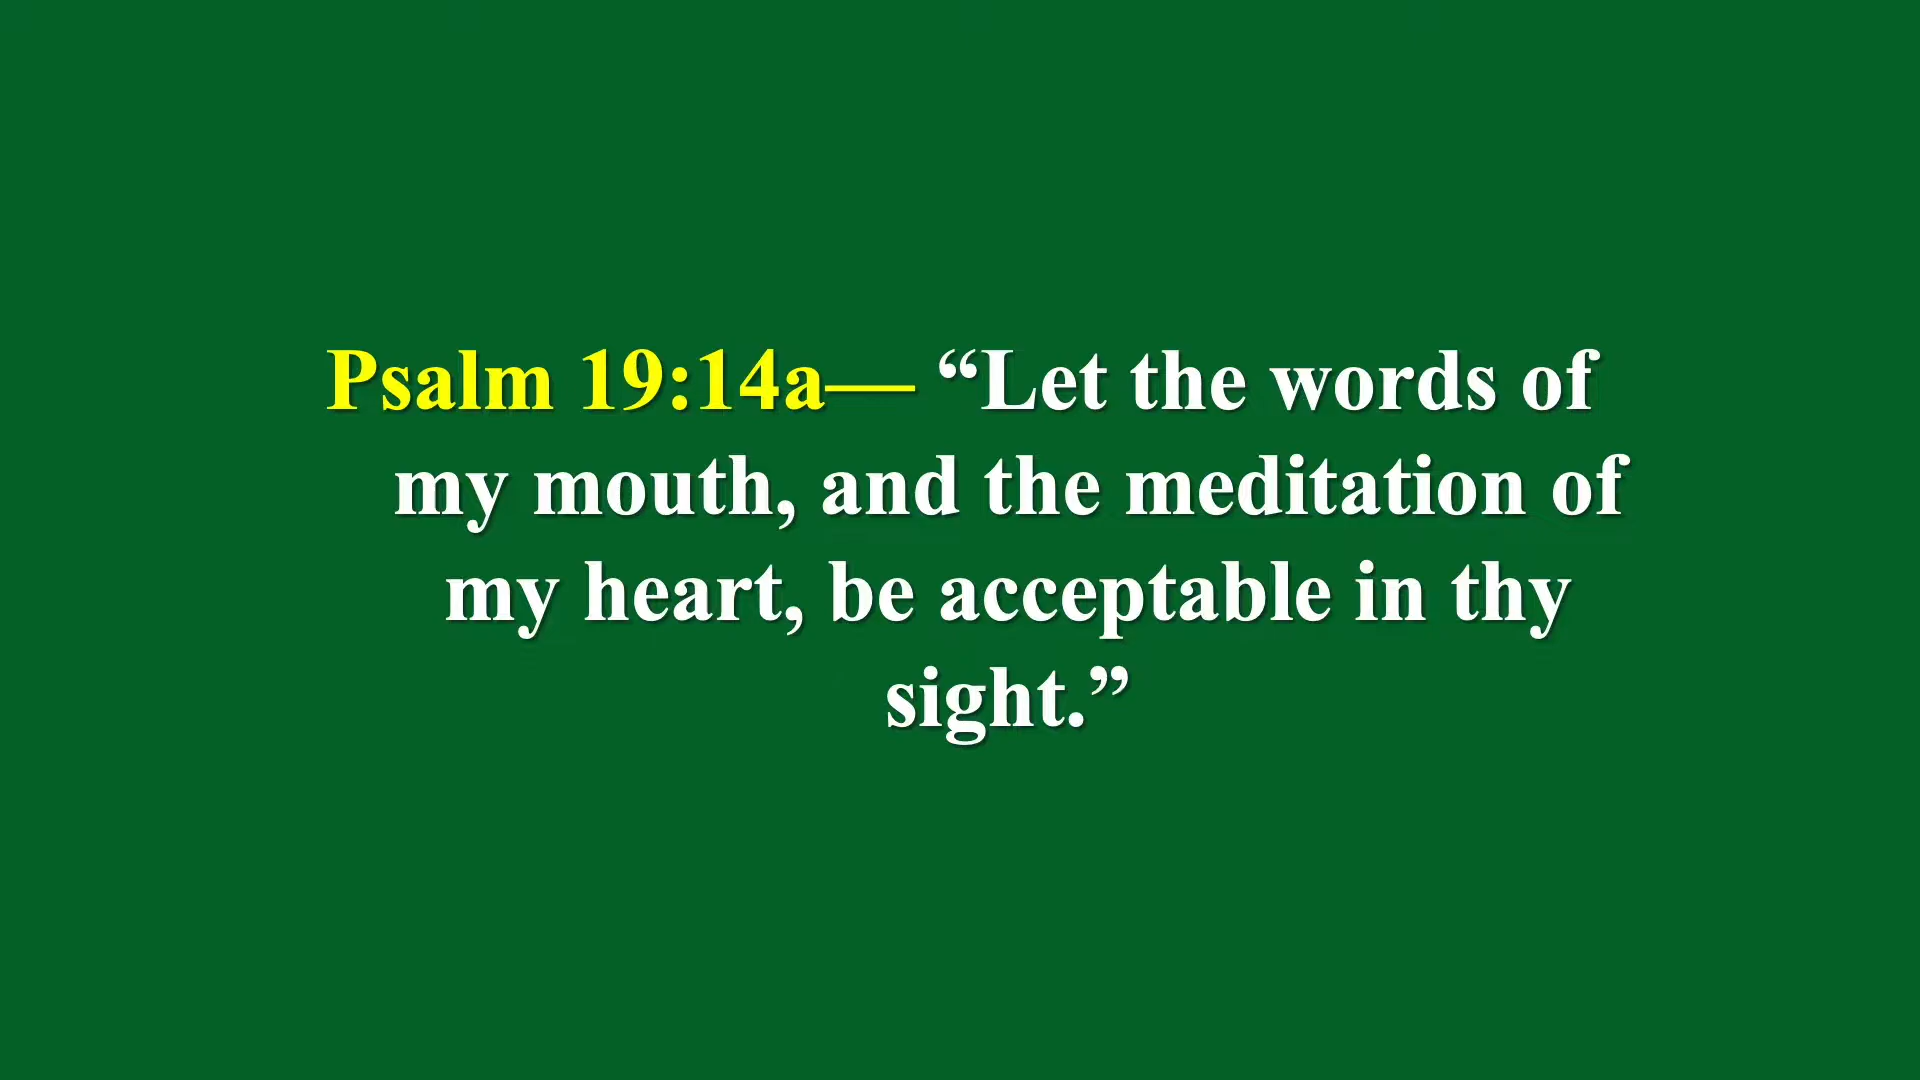 Psalm 19:14a— “Let the words of
my mouth, and the meditation of
my heart, be acceptable in thy
sight.”